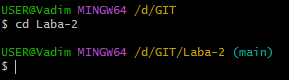 USER@Vadim MINGW64 /d/GIT
$ cd Laba-2
USER@Vadim MINGW64 /d/GIT/Laba-2 (main)
$